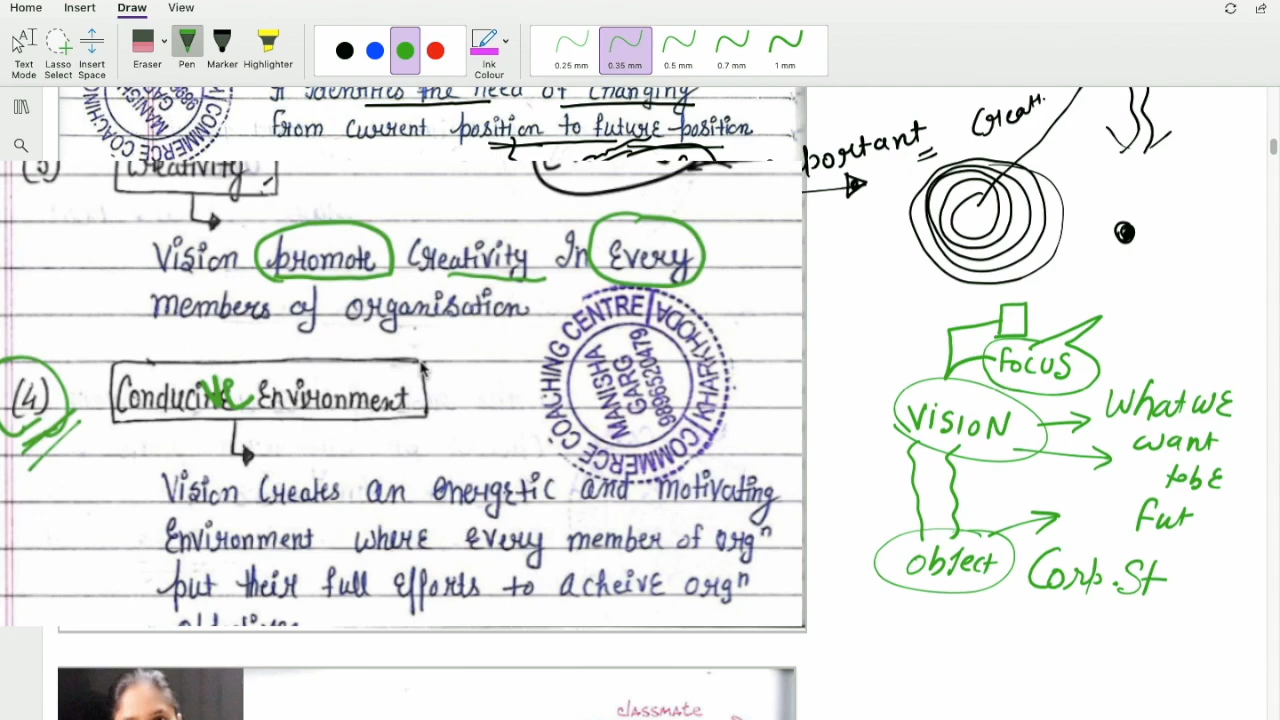 Home Insert Draw View
Text Mode
Lasso Select
Insert Space
Eraser
Pen
Marker
Highlighter
Ink Colour
0.25 mm
0.35 mm
0.5 mm
0.7 mm
1 mm
It identities the need of changing
from current position to future position
Creativity
Vision promote Creativity In Every
members of organisation
(4) Conducive Environment
Vision Creates an energetic and motivating
Environment where every member of orgn
put their full efforts to acheive orgn
COMMERCE COACHING CENTRE
MANISHA
GARG
9896520479
Creati.
portant
Focus
VISION
What we
want
to be
Fut
Object
Corp. St
classmate